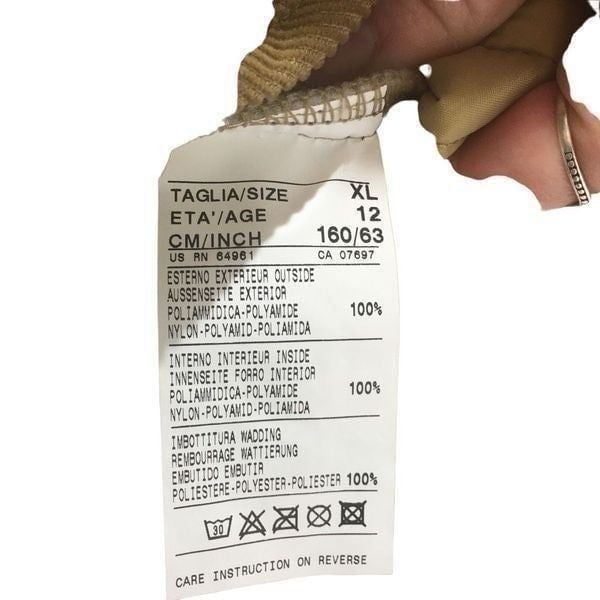 TAGLIA/SIZE XL
ETA'/AGE 12
CM/INCH 160/63
US RN 64961 CA 07697
ESTERNO EXTERIEUR OUTSIDE
AUSSENSEITE EXTERIOR
POLIAMMIDICA-POLYAMIDE 100%
NYLON-POLYAMID-POLIAMIDA
INTERNO INTERIEUR INSIDE
INNENSEITE FORRO INTERIOR
POLIAMMIDICA-POLYAMIDE 100%
NYLON-POLYAMID-POLIAMIDA
IMBOTTITURA WADDING
REMBOURRAGE WATTIERUNG
EMBUTIDO EMBUTIR
POLIESTERE-POLYESTER-POLIESTER 100%
30
CARE INSTRUCTION ON REVERSE